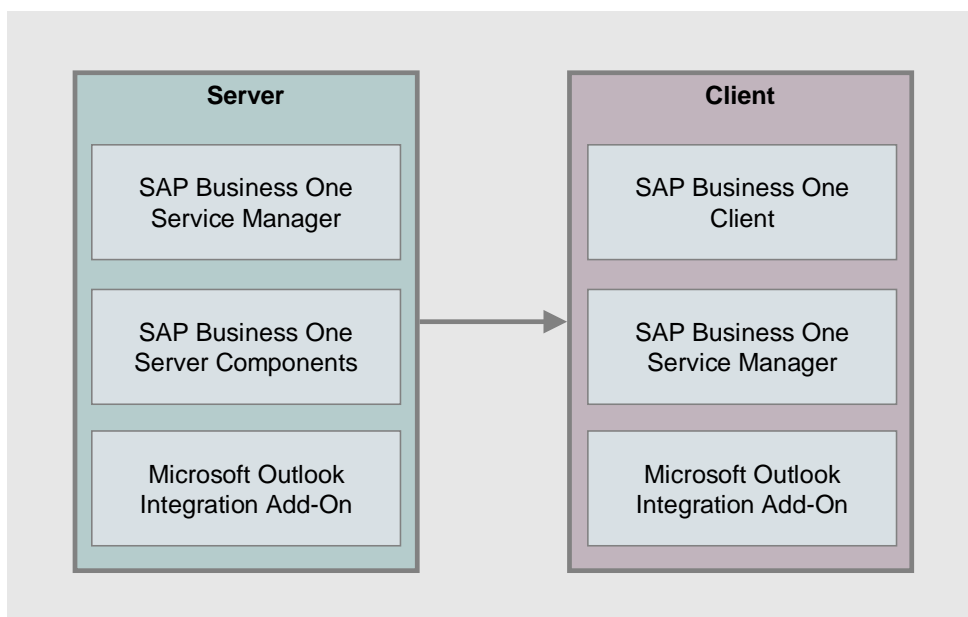 Server
SAP Business One
Service Manager
SAP Business One
Server Components
Microsoft Outlook
Integration Add-On
Client
SAP Business One
Client
SAP Business One
Service Manager
Microsoft Outlook
Integration Add-On